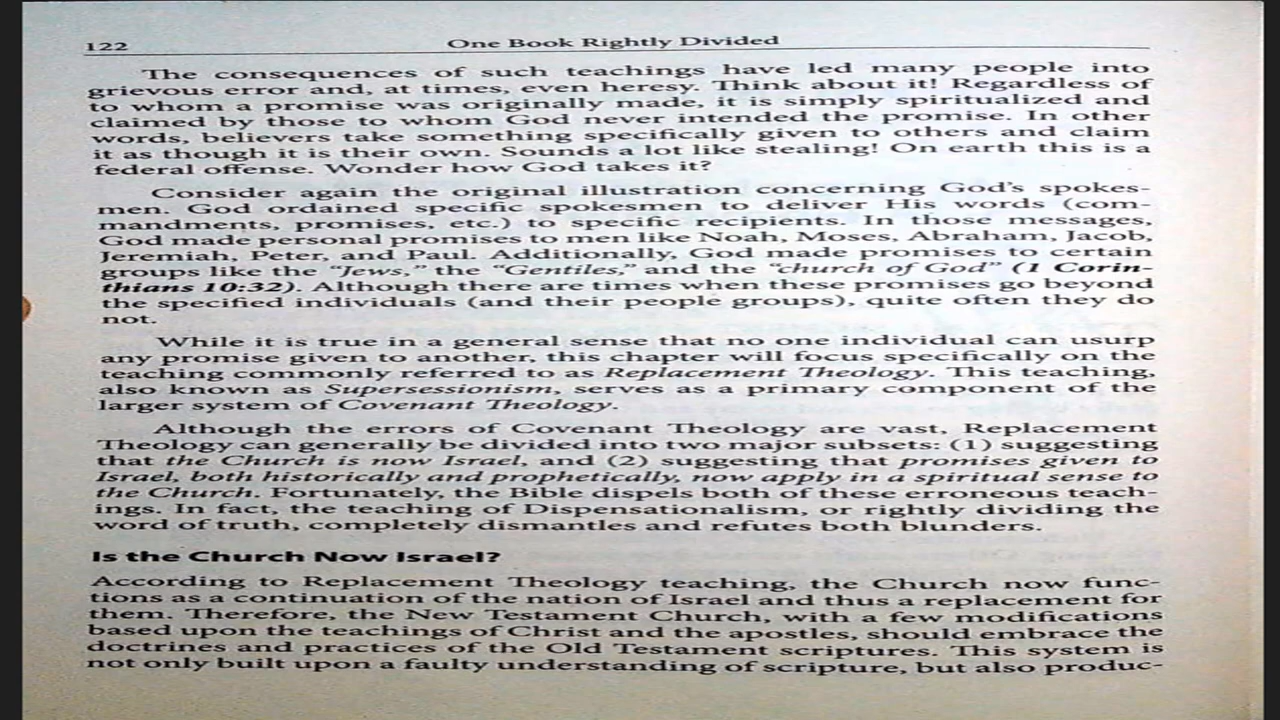 122
One Book Rightly Divided
The consequences of such teachings have led many people into
grievous error and, at times, even heresy. Think about it! Regardless of
to whom a promise was originally made, it is simply spiritualized and
claimed by those to whom God never intended the promise. In other
words, believers take something specifically given to others and claim
it as though it is their own. Sounds a lot like stealing! On earth this is a
federal offense. Wonder how God takes it?
Consider again the original illustration concerning God's spokes-
men. God ordained specific spokesmen to deliver His words (com-
mandments, promises, etc.) to specific recipients. In those messages,
God made personal promises to men like Noah, Moses, Abraham, Jacob,
Jeremiah, Peter, and Paul. Additionally, God made promises to certain
groups like the "Jews," the "Gentiles," and the "church of God" (1 Corin-
thians 10:32). Although there are times when these promises go beyond
the specified individuals (and their people groups), quite often they do
not.
While it is true in a general sense that no one individual can usurp
any promise given to another, this chapter will focus specifically on the
teaching commonly referred to as Replacement Theology. This teaching,
also known as Supersessionism, serves as a primary component of the
larger system of Covenant Theology.
Although the errors of Covenant Theology are vast, Replacement
Theology can generally be divided into two major subsets: (1) suggesting
that the Church is now Israel, and (2) suggesting that promises given to
Israel, both historically and prophetically, now apply in a spiritual sense to
the Church. Fortunately, the Bible dispels both of these erroneous teach-
ings. In fact, the teaching of Dispensationalism, or rightly dividing the
word of truth, completely dismantles and refutes both blunders.
Is the Church Now Israel?
According to Replacement Theology teaching, the Church now func-
tions as a continuation of the nation of Israel and thus a replacement for
them. Therefore, the New Testament Church, with a few modifications
based upon the teachings of Christ and the apostles, should embrace the
doctrines and practices of the Old Testament scriptures. This system is
not only built upon a faulty understanding of scripture, but also produc-